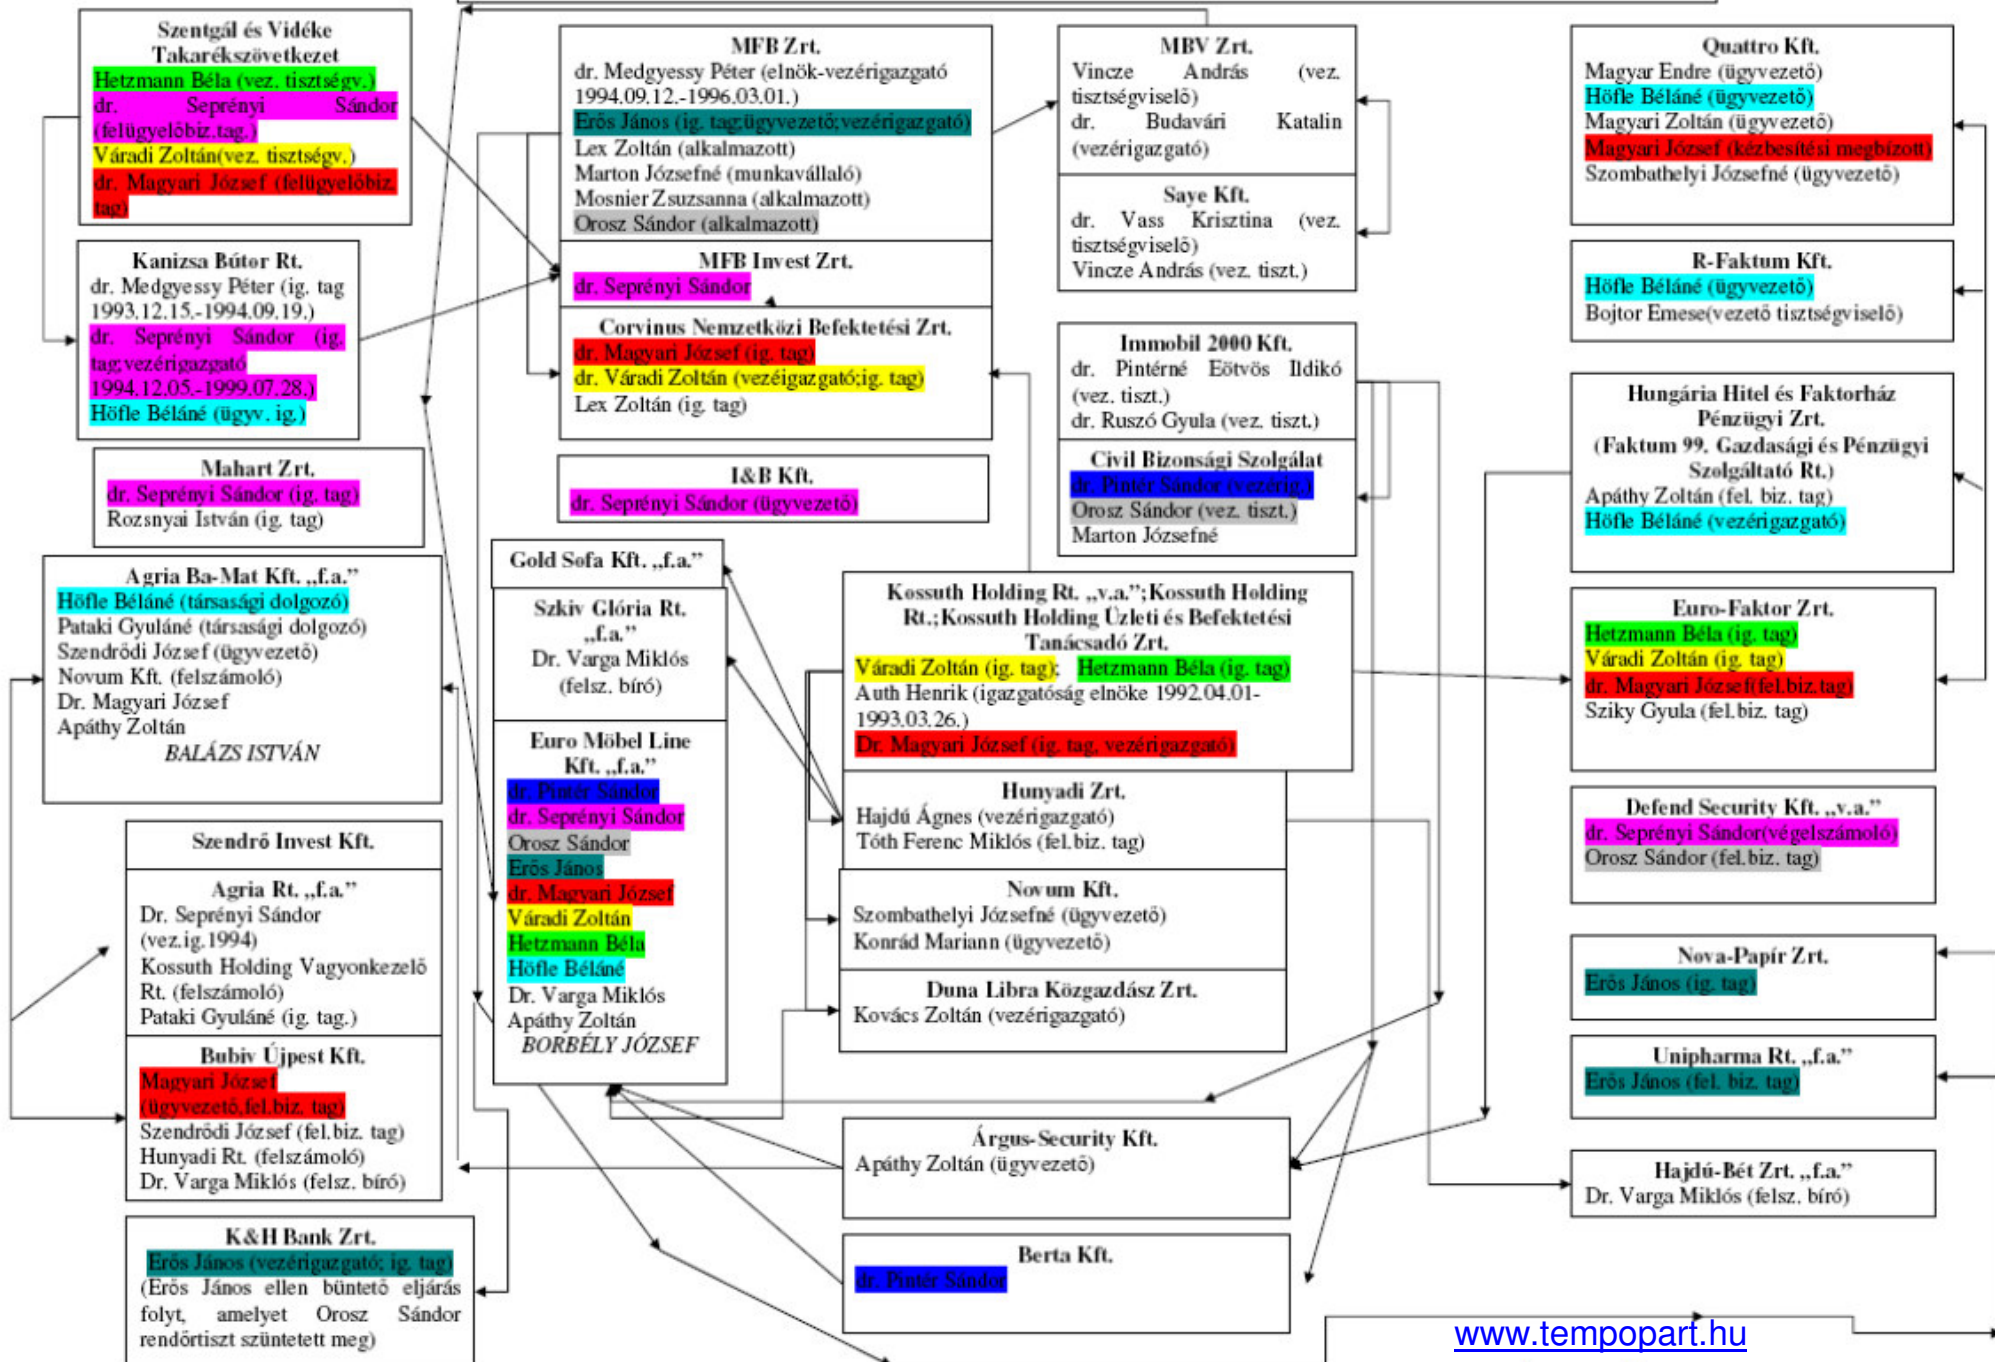 Szentgál és Vidéke
Takarékszövetkezet
Hetzmann Béla (vez. tisztségv.)
dr. Seprényi Sándor
(felügyelőbiz.tag.)
Váradi Zoltán(vez. tisztségv.)
dr. Magyari József (felügyelőbiz.
tag)
Kanizsa Bútor Rt.
dr. Medgyessy Péter (ig. tag
1993.12.15.-1994.09.19.)
dr. Seprényi Sándor (ig.
tag;vezérigazgató
1994.12.05.-1999.07.28.)
Höfle Béláné (ügyv. ig.)
Mahart Zrt.
dr. Seprényi Sándor (ig. tag)
Rozsnyai István (ig. tag)
Agria Ba-Mat Kft. „f.a.”
Höfle Béláné (társasági dolgozó)
Pataki Gyuláné (társasági dolgozó)
Szendrődi József (ügyvezető)
Novum Kft. (felszámoló)
Dr. Magyari József
Apáthy Zoltán
BALÁZS ISTVÁN
Szendrő Invest Kft.
Agria Rt. „f.a.”
Dr. Seprényi Sándor
(vez.ig.1994)
Kossuth Holding Vagyonkezelő
Rt. (felszámoló)
Pataki Gyuláné (ig. tag.)
Bubiv Újpest Kft.
Magyari József
(ügyvezető,fel.biz. tag)
Szendrődi József (fel.biz. tag)
Hunyadi Rt. (felszámoló)
Dr. Varga Miklós (felsz. bíró)
K&H Bank Zrt.
Erős János (vezérigazgató; ig. tag)
(Erős János ellen büntető eljárás
folyt, amelyet Orosz Sándor
rendőrtiszt szüntetett meg)
MFB Zrt.
dr. Medgyessy Péter (elnök-vezérigazgató
1994.09.12.-1996.03.01.)
Erős János (ig. tag;ügyvezető;vezérigazgató)
Lex Zoltán (alkalmazott)
Marton Józsefné (munkavállaló)
Mosnier Zsuzsanna (alkalmazott)
Orosz Sándor (alkalmazott)
MFB Invest Zrt.
dr. Seprényi Sándor
Corvinus Nemzetközi Befektetési Zrt.
dr. Magyari József (ig. tag)
dr. Váradi Zoltán (vezéigazgató;ig. tag)
Lex Zoltán (ig. tag)
I&B Kft.
dr. Seprényi Sándor (ügyvezető)
Gold Sofa Kft. „f.a.”
Szkiv Glória Rt.
„f.a.”
Dr. Varga Miklós
(felsz. bíró)
Euro Möbel Line
Kft. „f.a.”
dr. Pintér Sándor
dr. Seprényi Sándor
Orosz Sándor
Erős János
dr. Magyari József
Váradi Zoltán
Hetzmann Béla
Höfle Béláné
Dr. Varga Miklós
Apáthy Zoltán
BORBÉLY JÓZSEF
MBV Zrt.
Vincze András (vez.
tisztségviselő)
dr. Budavári Katalin
(vezérigazgató)
Saye Kft.
dr. Vass Krisztina (vez.
tisztségviselő)
Vincze András (vez. tiszt.)
Immobil 2000 Kft.
dr. Pintérné Eötvös Ildikó
(vez. tiszt.)
dr. Ruszó Gyula (vez. tiszt.)
Civil Bizonsági Szolgálat
dr. Pintér Sándor (vezérig.)
Orosz Sándor (vez. tiszt.)
Marton Józsefné
Kossuth Holding Rt. „v.a.”;Kossuth Holding
Rt.;Kossuth Holding Üzleti és Befektetési
Tanácsadó Zrt.
Váradi Zoltán (ig. tag); Hetzmann Béla (ig. tag)
Auth Henrik (igazgatóság elnöke 1992.04.01-
1993.03.26.)
Dr. Magyari József (ig. tag, vezérigazgató)
Hunyadi Zrt.
Hajdú Ágnes (vezérigazgató)
Tóth Ferenc Miklós (fel.biz. tag)
Novum Kft.
Szombathelyi Józsefné (ügyvezető)
Konrád Mariann (ügyvezető)
Duna Libra Közgazdász Zrt.
Kovács Zoltán (vezérigazgató)
Árgus-Security Kft.
Apáthy Zoltán (ügyvezető)
Berta Kft.
dr. Pintér Sándor
Quattro Kft.
Magyar Endre (ügyvezető)
Höfle Béláné (ügyvezető)
Magyari Zoltán (ügyvezető)
Magyari József (kézbesítési megbízott)
Szombathelyi Józsefné (ügyvezető)
R-Faktum Kft.
Höfle Béláné (ügyvezető)
Bojtor Emese(vezető tisztségviselő)
Hungária Hitel és Faktorház
Pénzügyi Zrt.
(Faktum 99. Gazdasági és Pénzügyi
Szolgáltató Rt.)
Apáthy Zoltán (fel. biz. tag)
Höfle Béláné (vezérigazgató)
Euro-Faktor Zrt.
Hetzmann Béla (ig. tag)
Váradi Zoltán (ig. tag)
dr. Magyari József(fel.biz.tag)
Sziky Gyula (fel.biz. tag)
Defend Security Kft. „v.a.”
dr. Seprényi Sándor(végelszámoló)
Orosz Sándor (fel.biz. tag)
Nova-Papír Zrt.
Erős János (ig. tag)
Unipharma Rt. „f.a.”
Erős János (fel. biz. tag)
Hajdú-Bét Zrt. „f.a.”
Dr. Varga Miklós (felsz. bíró)
www.tempopart.hu